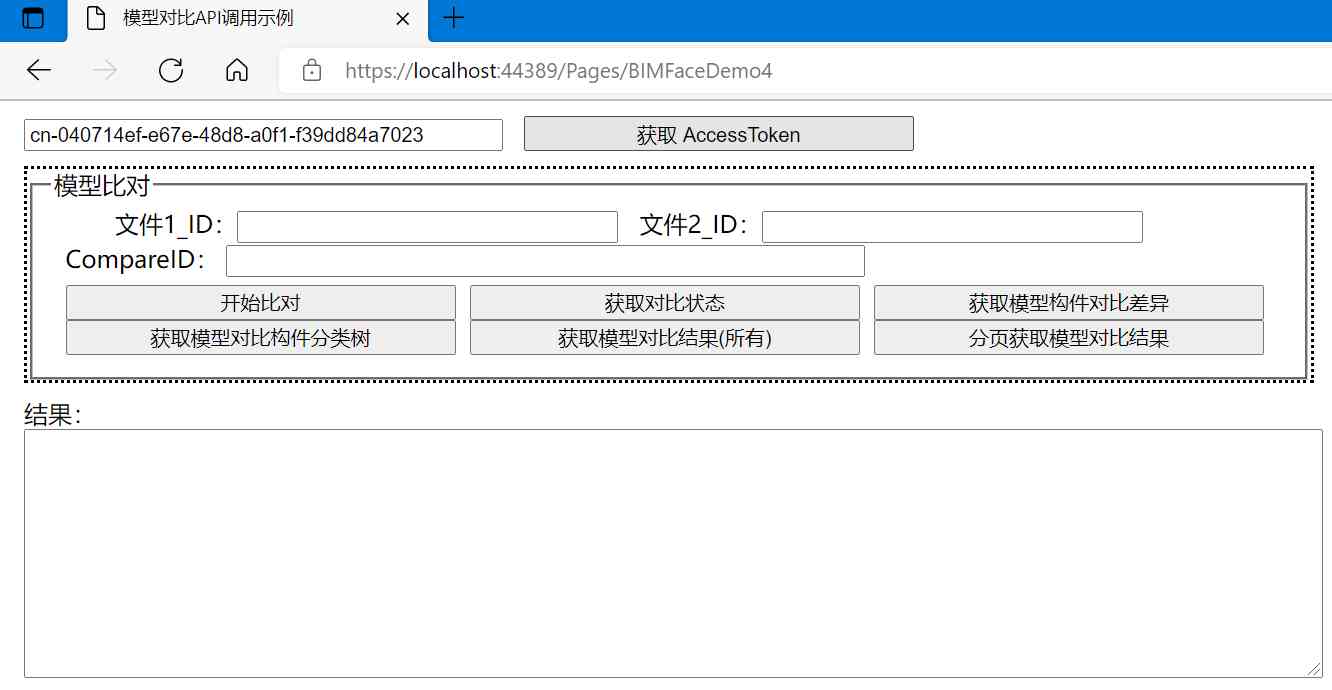 模型对比API调用示例
https://localhost:44389/Pages/BIMFaceDemo4
cn-040714ef-e67e-48d8-a0f1-f39dd84a7023 获取 AccessToken
模型比对
文件1_ID： 文件2_ID：
CompareID：
开始比对 获取对比状态 获取模型构件对比差异
获取模型对比构件分类树 获取模型对比结果(所有) 分页获取模型对比结果
结果：